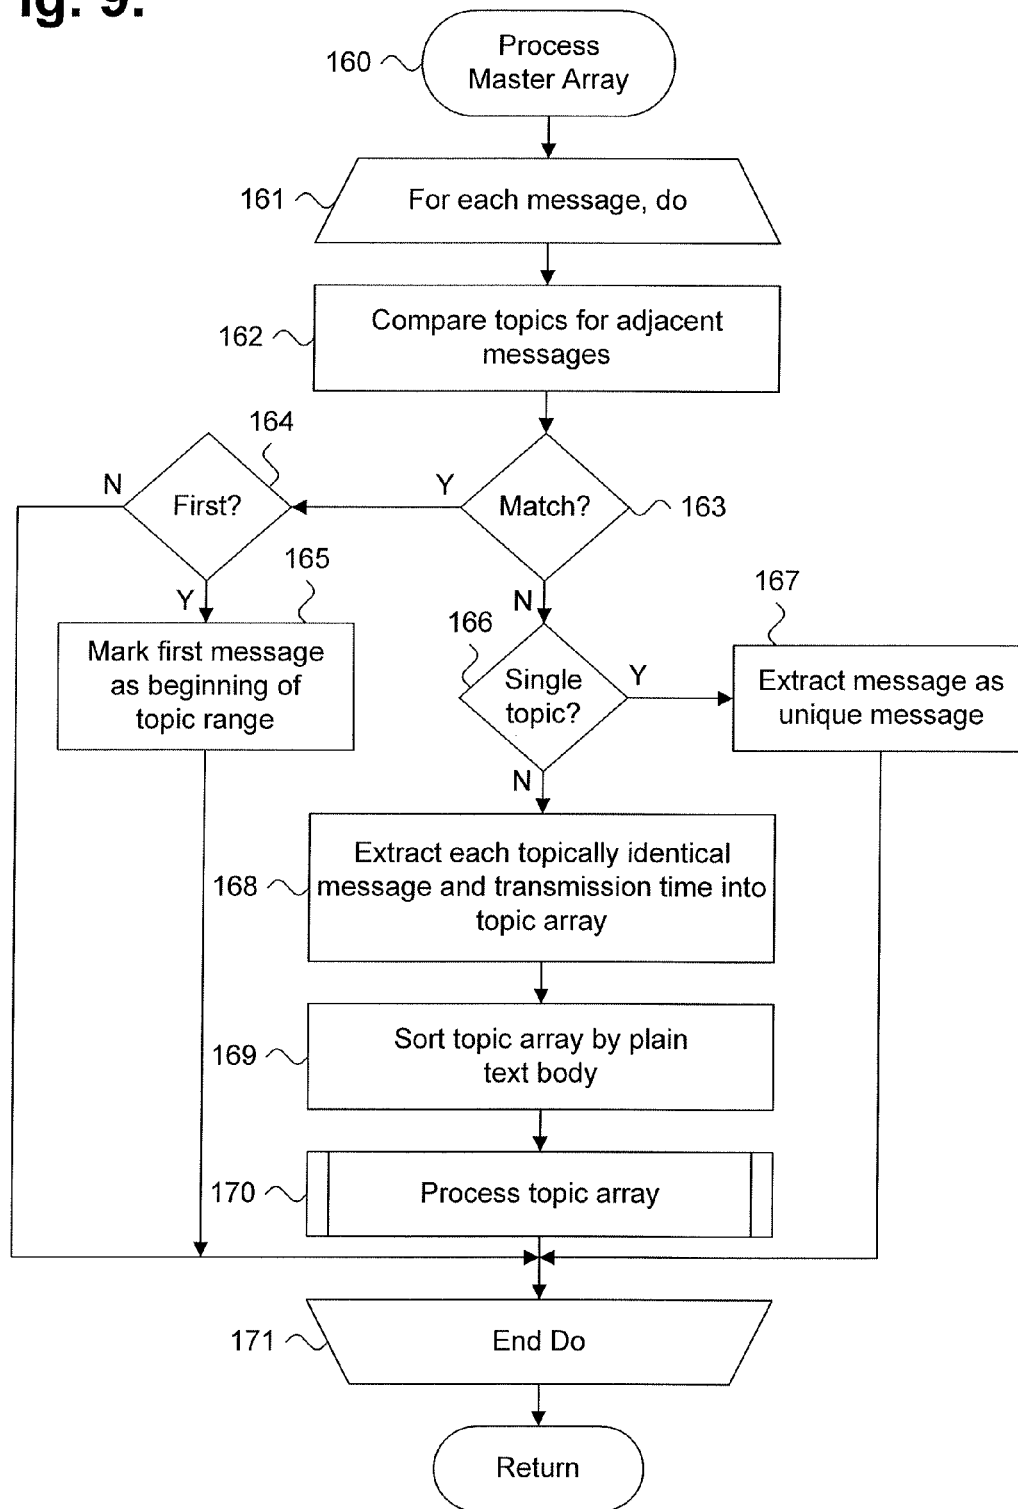 ig. 9.
Process
Master Array
160
161
For each message, do
162
Compare topics for adjacent
messages
164
N
First?
Y
Match?
163
165
Y
N
167
166
Mark first message
as beginning of
topic range
Single
topic?
Y
Extract message as
unique message
N
168
Extract each topically identical
message and transmission time into
topic array
169
Sort topic array by plain
text body
170
Process topic array
171
End Do
Return